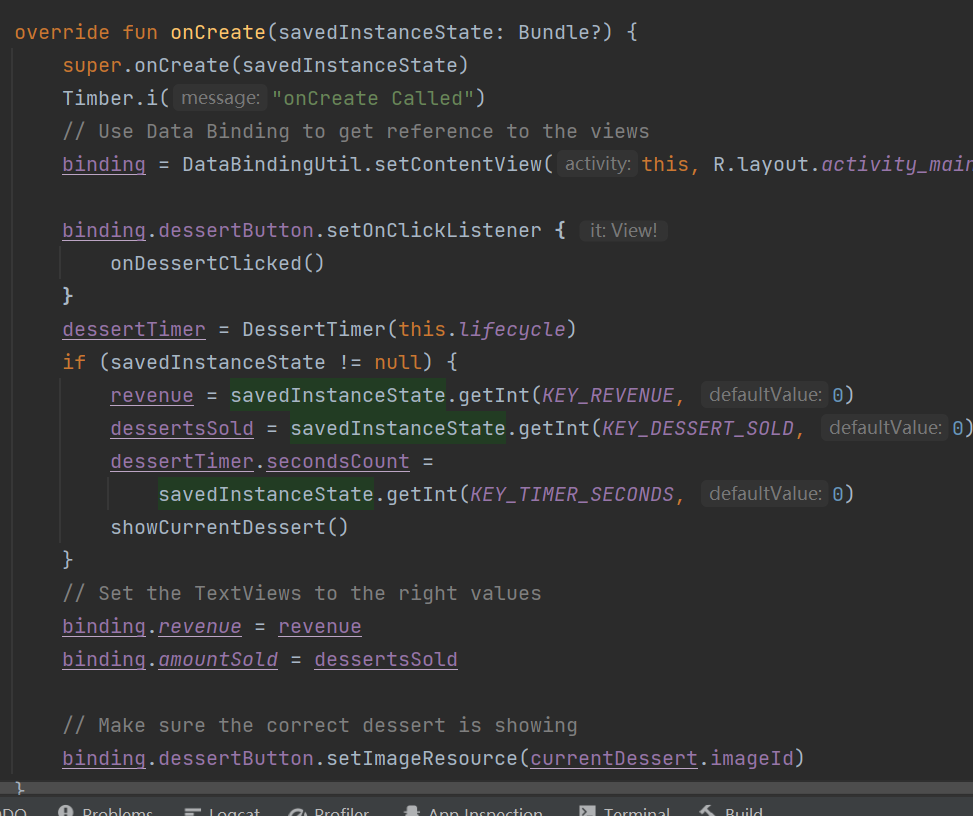 override fun onCreate(savedInstanceState: Bundle?) {
super.onCreate(savedInstanceState)
Timber.i( message: "onCreate Called")
// Use Data Binding to get reference to the views
binding = DataBindingUtil.setContentView( activity: this, R.layout.activity_main
binding.dessertButton.setOnClickListener { it: View!
onDessertClicked()
}
dessertTimer = DessertTimer(this.lifecycle)
if (savedInstanceState != null) {
revenue = savedInstanceState.getInt(KEY_REVENUE, defaultValue: 0)
dessertsSold = savedInstanceState.getInt(KEY_DESSERT_SOLD, defaultValue: 0)
dessertTimer.secondsCount =
savedInstanceState.getInt(KEY_TIMER_SECONDS, defaultValue: 0)
showCurrentDessert()
}
// Set the TextViews to the right values
binding.revenue = revenue
binding.amountSold = dessertsSold
// Make sure the correct dessert is showing
binding.dessertButton.setImageResource(currentDessert.imageId)
}
Problems Logcat Profiler App Inspection Terminal Build